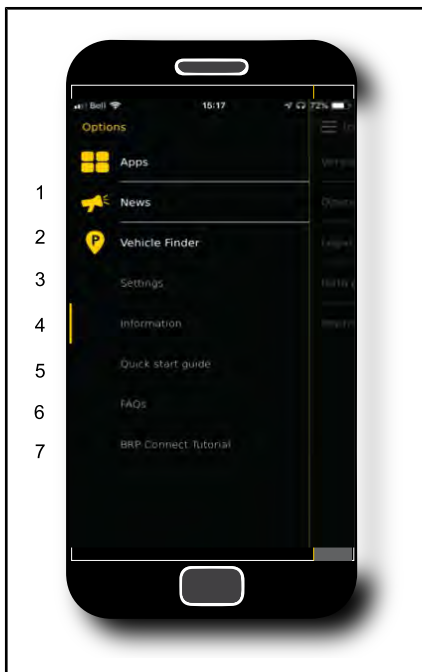 Bell 15:17 72%
Options
Apps
1 News
2 Vehicle Finder
3 Settings
4 Information
5 Quick start guide
6 FAQs
7 BRP Connect Tutorial